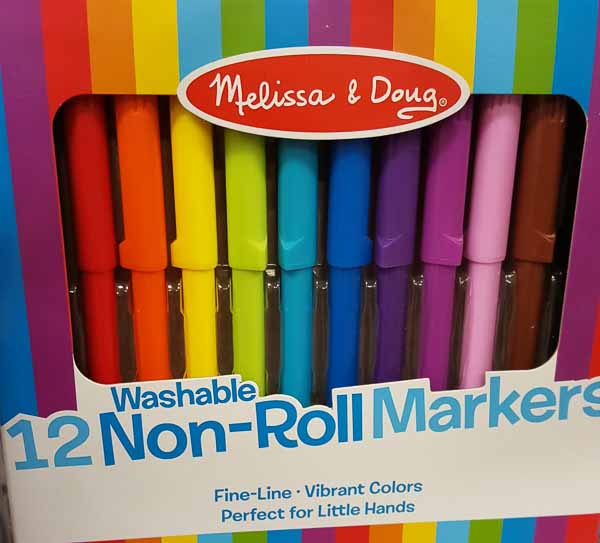 Melissa & Doug®
Washable
12 Non-Roll Markers
Fine-Line · Vibrant Colors
Perfect for Little Hands